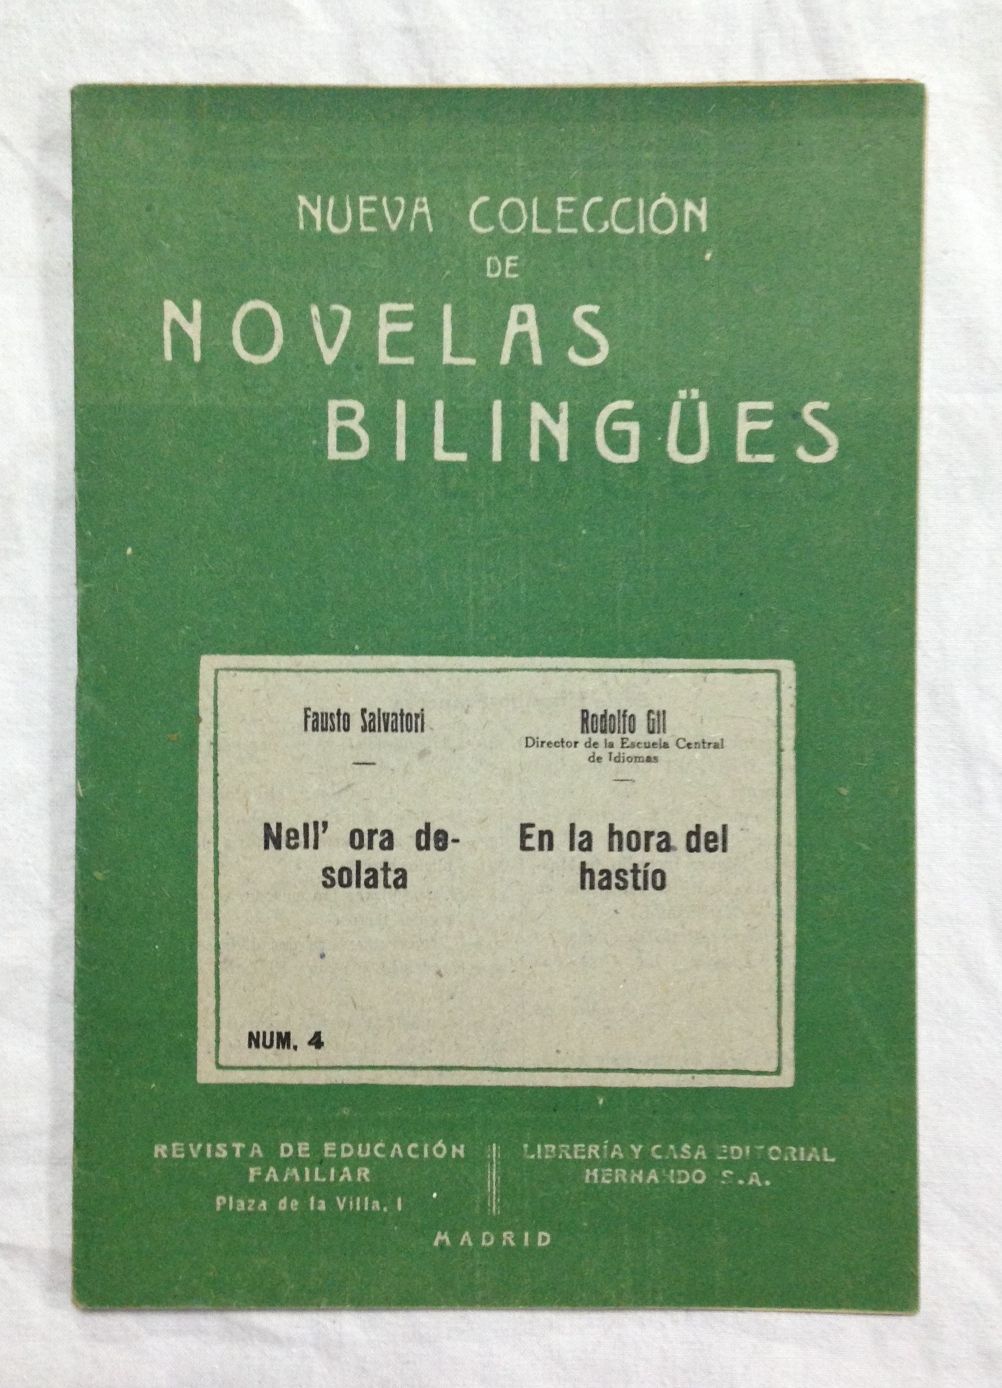 NUEVA COLECCIÓN
DE
NOVELAS
BILINGÜES
Fausto Salvatori
Nell' ora de-
solata
Rodolfo Gil
Director de la Escuela Central
de Idiomas
En la hora del
hastío
NUM. 4
REVISTA DE EDUCACIÓN
FAMILIAR
Plaza de la Villa, 1
LIBRERÍA Y CASA EDITORIAL
HERNANDO S.A.
MADRID